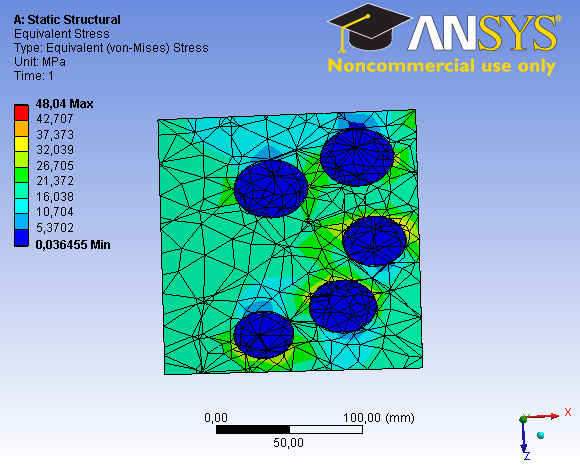 A: Static Structural
Equivalent Stress
Type: Equivalent (von-Mises) Stress
Unit: MPa
Time: 1
ANSYS®
Noncommercial use only
48,04 Max
42,707
37,373
32,039
26,705
21,372
16,038
10,704
5,3702
0,036455 Min
0,00
100,00 (mm)
50,00
X
Y
Z